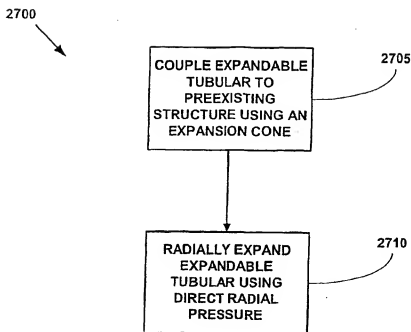 2700
COUPLE EXPANDABLE
TUBULAR TO
PREEXISTING
STRUCTURE USING AN
EXPANSION CONE
2705
RADIALLY EXPAND
EXPANDABLE
TUBULAR USING
DIRECT RADIAL
PRESSURE
2710